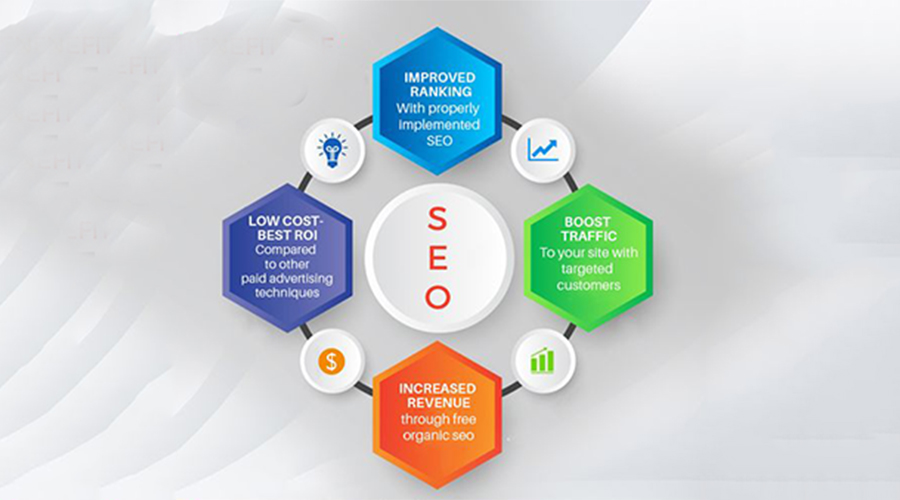 IMPROVED
RANKING
With properly
Implemented
SEO
LOW COST-
BEST ROI
Compared
to other
paid advertising
techniques
S
E
O
BOOST
TRAFFIC
To your site with
targeted
customers
$
INCREASED
REVENUE
through free
organic seo